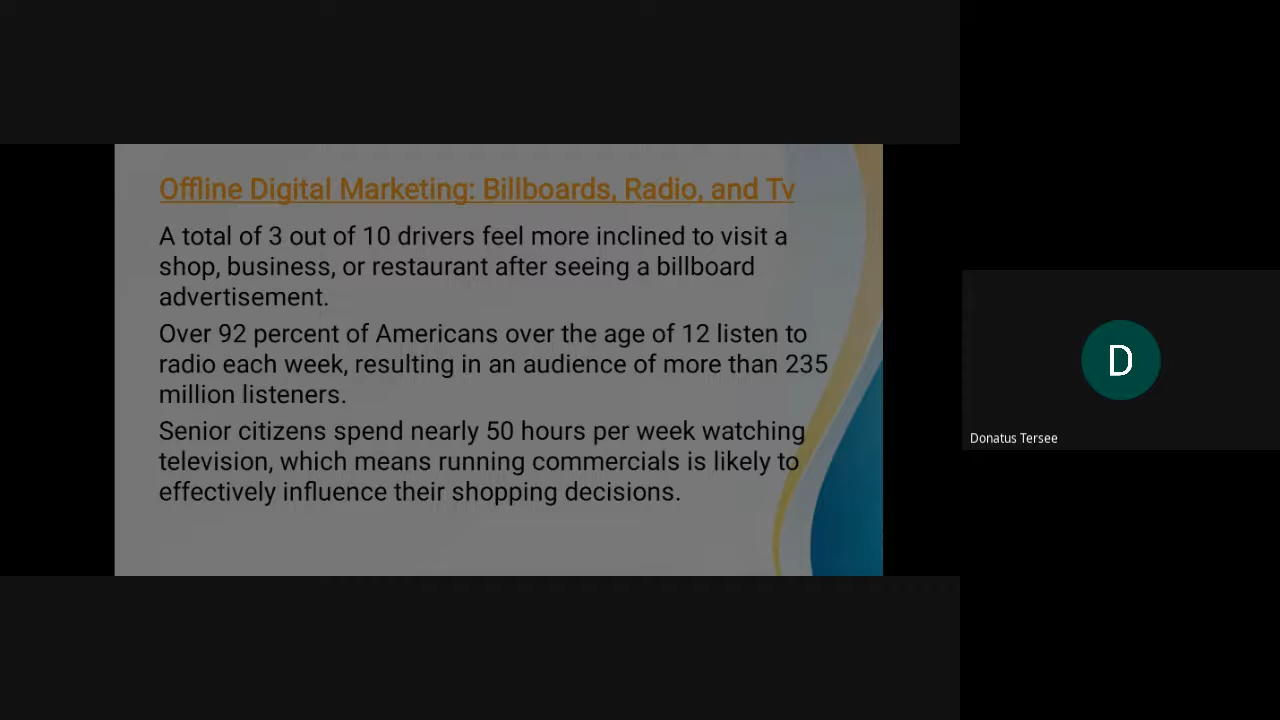 Offline Digital Marketing: Billboards, Radio, and Tv
A total of 3 out of 10 drivers feel more inclined to visit a
shop, business, or restaurant after seeing a billboard
advertisement.
Over 92 percent of Americans over the age of 12 listen to
radio each week, resulting in an audience of more than 235
million listeners.
Senior citizens spend nearly 50 hours per week watching
television, which means running commercials is likely to
effectively influence their shopping decisions.
D
Donatus Tersee